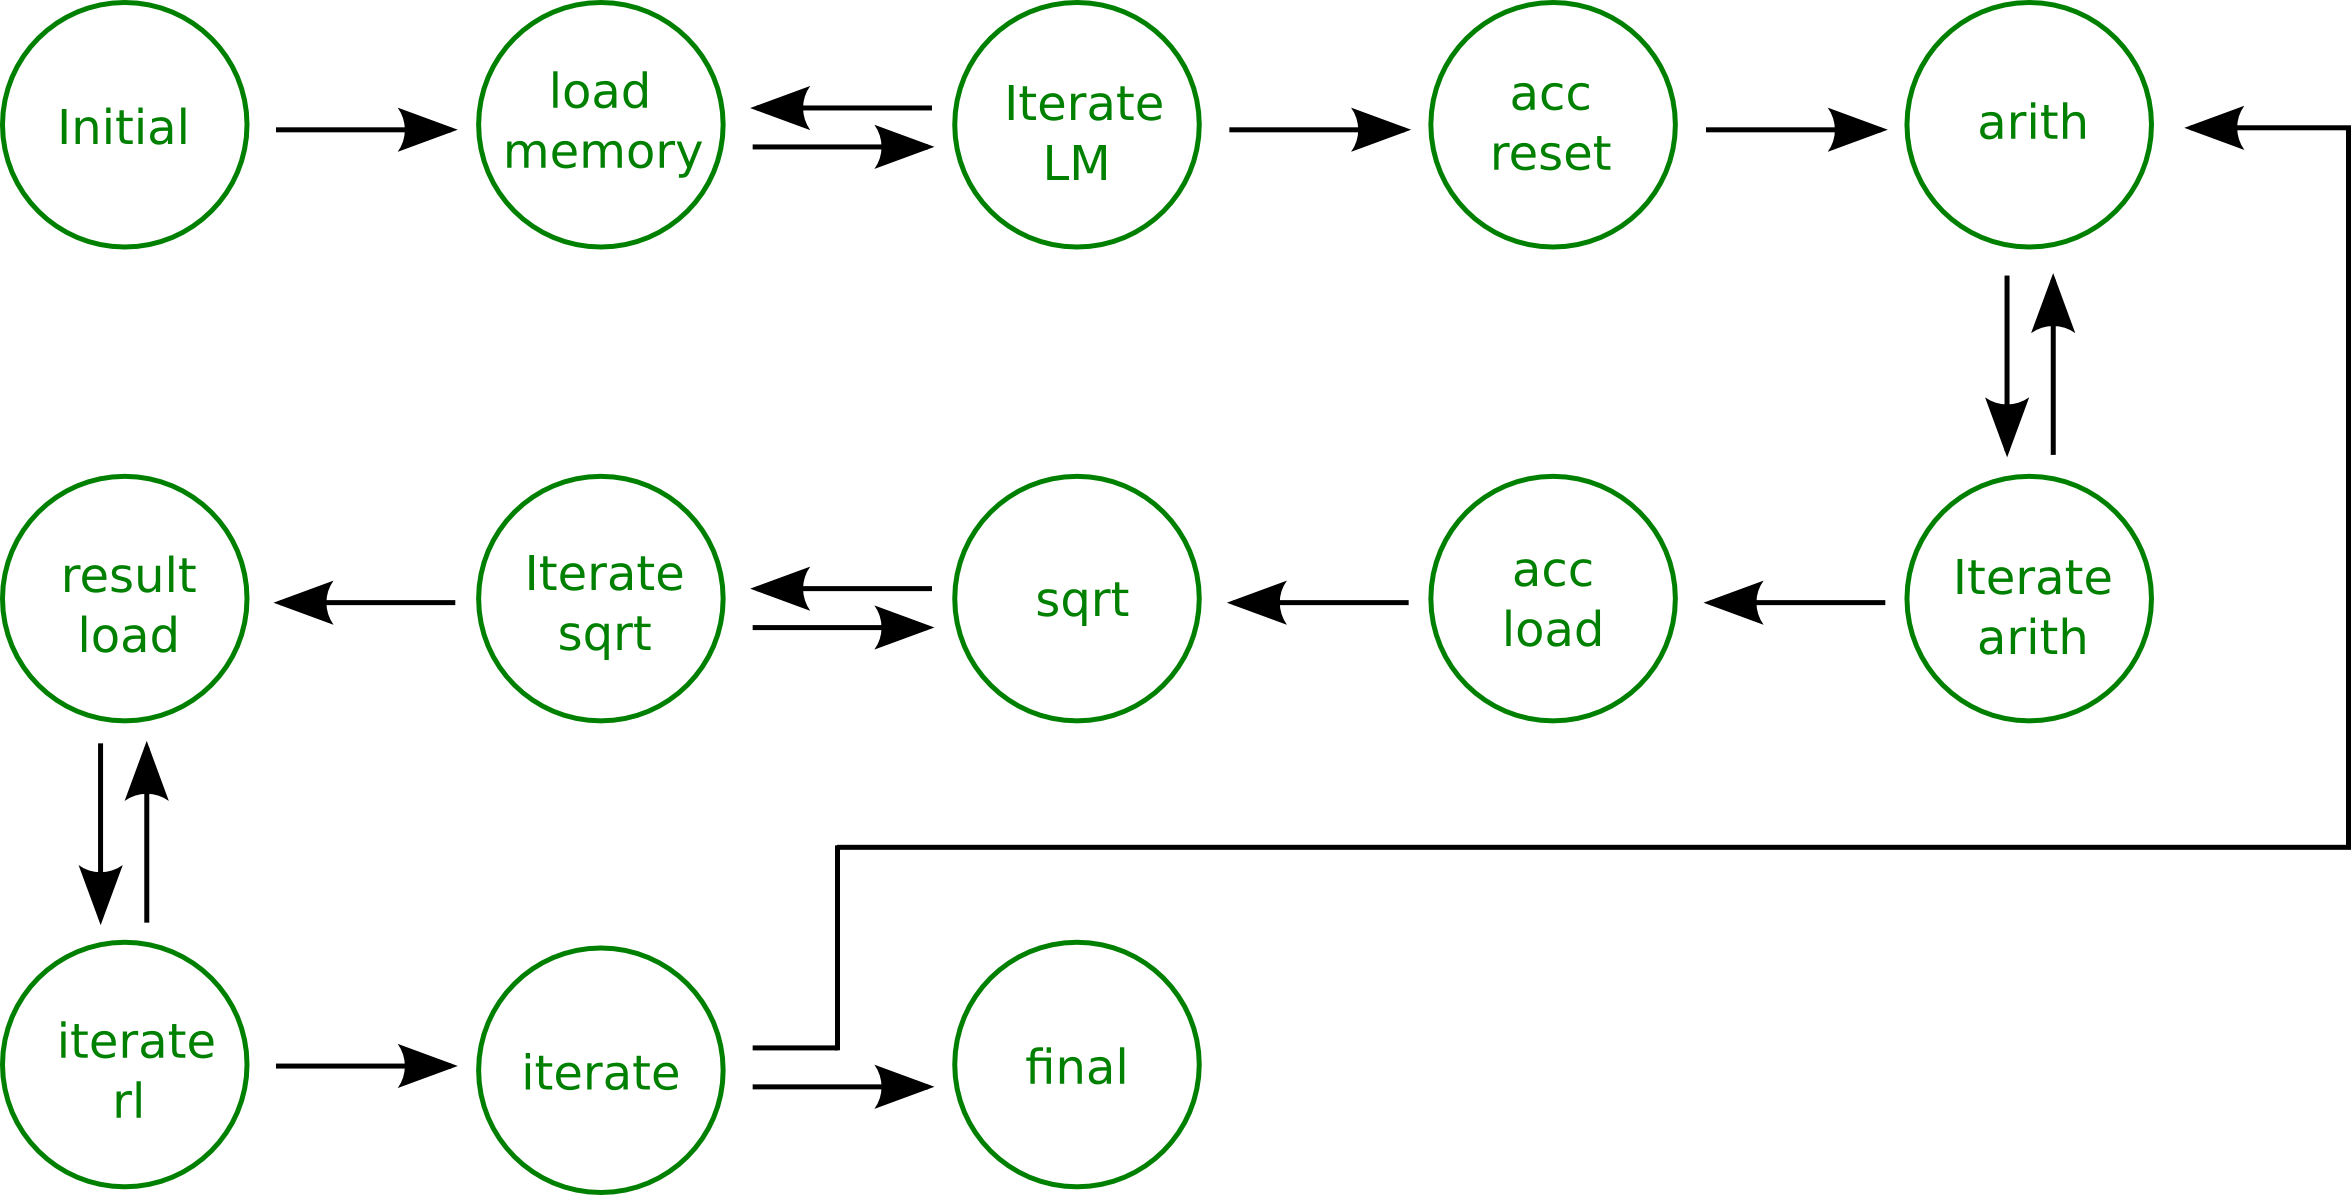 Initial
load
memory
Iterate
LM
acc
reset
arith
result
load
Iterate
sqrt
sqrt
acc
load
Iterate
arith
iterate
rl
iterate
final